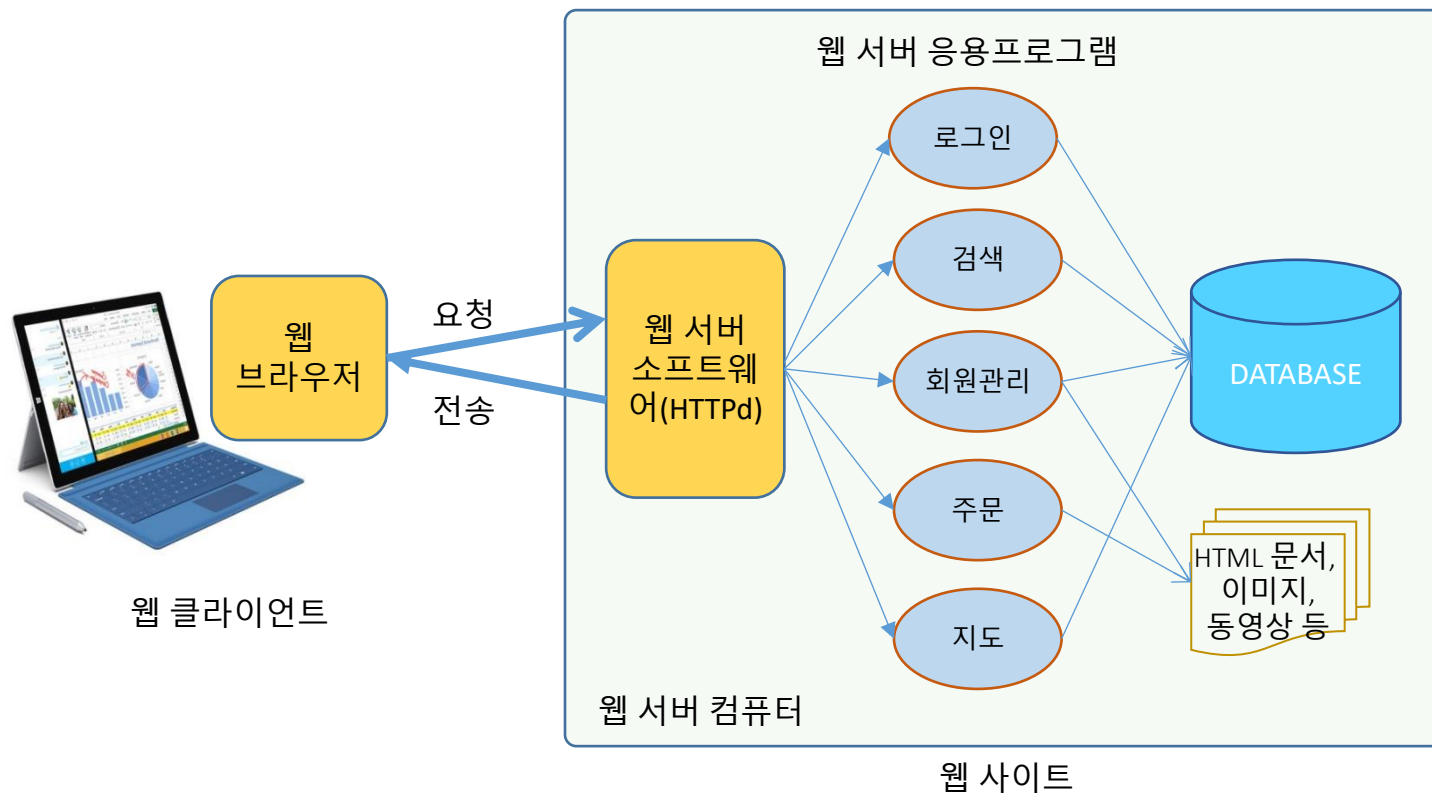 웹 서버 응용프로그램
로그인
검색
회원관리
주문
지도
웹
브라우저
요청
전송
웹 서버
소프트웨
어(HTTPd)
DATABASE
HTML 문서,
이미지,
동영상 등
웹 클라이언트
웹 서버 컴퓨터
웹 사이트